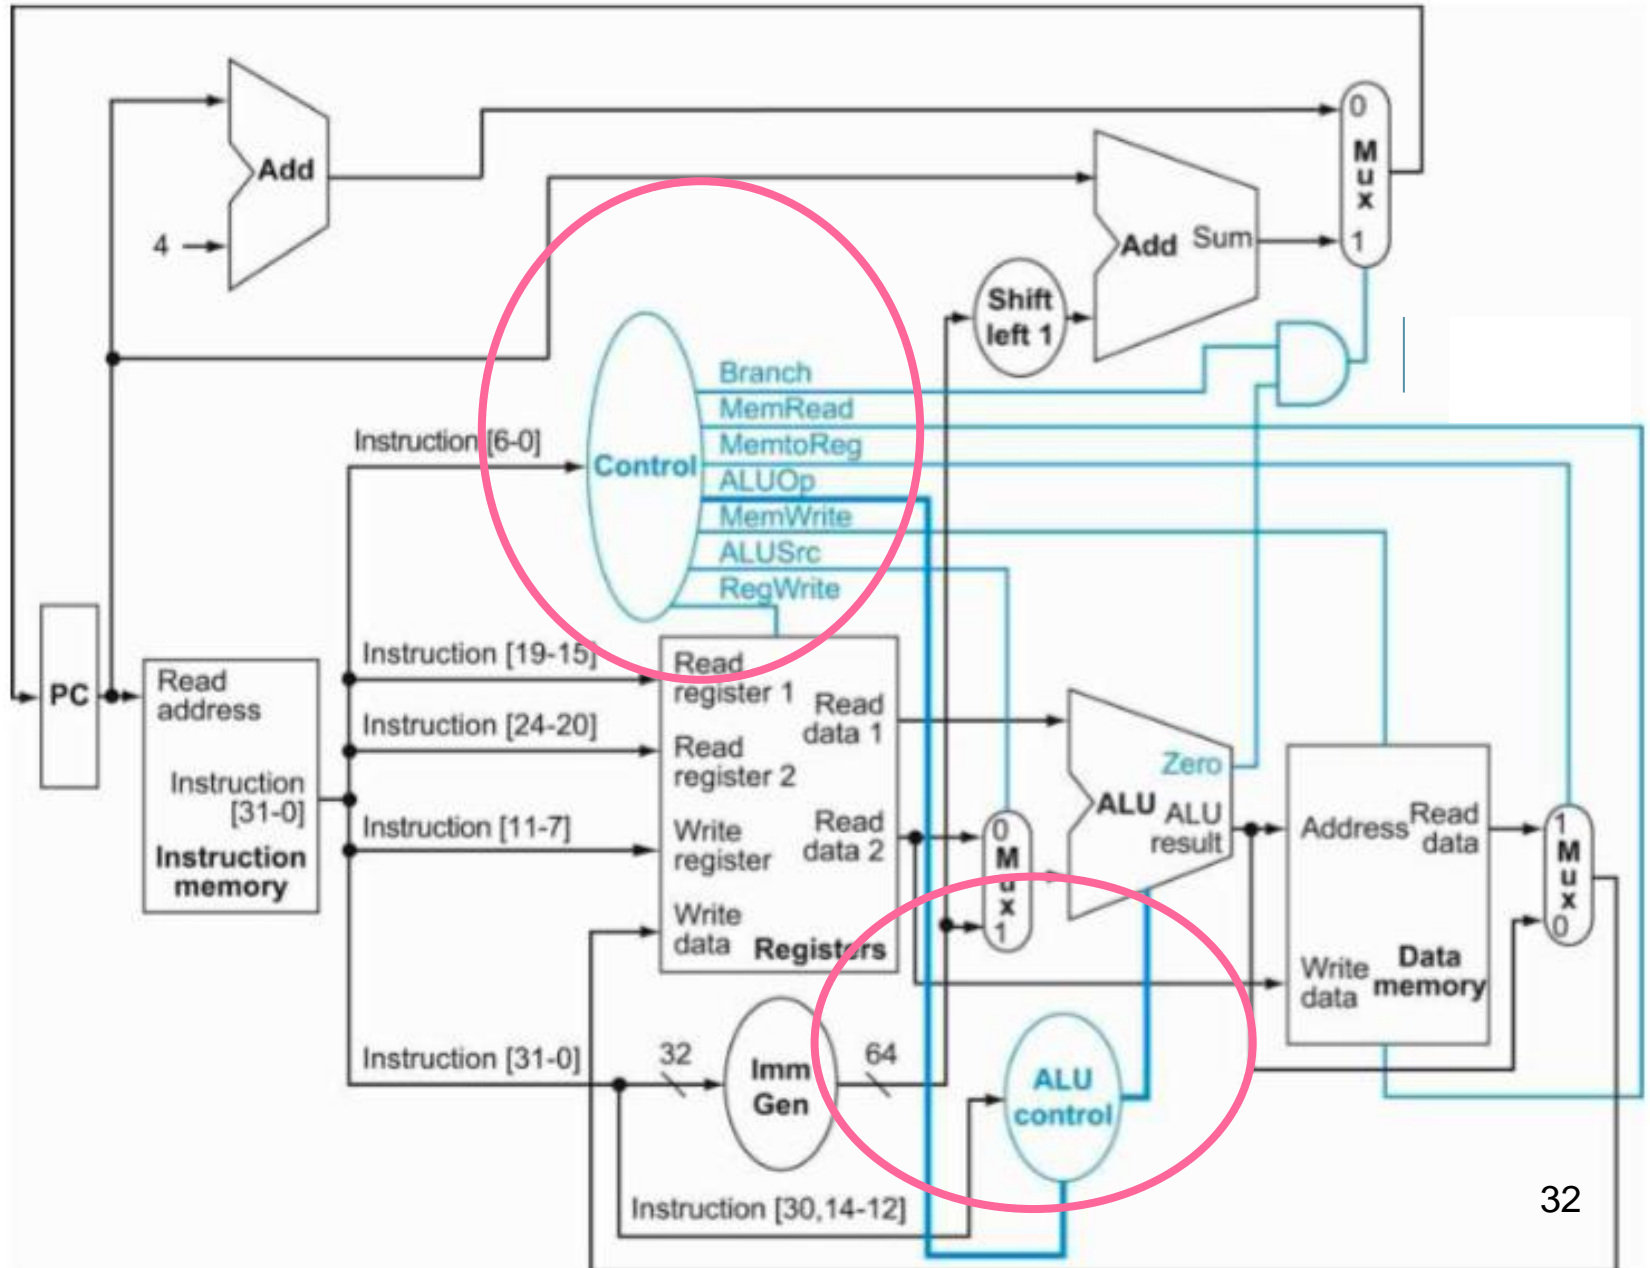 Add
4
0
Mux
1
Add Sum
Shift
left 1
Branch
MemRead
MemtoReg
ALUOp
MemWrite
ALUSrc
RegWrite
Instruction [6-0]
Control
PC
Read
address
Instruction
[31-0]
Instruction
memory
Instruction [19-15]
Instruction [24-20]
Instruction [11-7]
Read
register 1
Read
register 2
Write
register
Write
data
Read
data 1
Read
data 2
Registers
0
Mux
1
Zero
ALU
ALU
result
Address
Read
data
Write
data
Data
memory
1
Mux
0
Instruction [31-0]
32
Imm
Gen
64
ALU
control
Instruction [30,14-12]
32